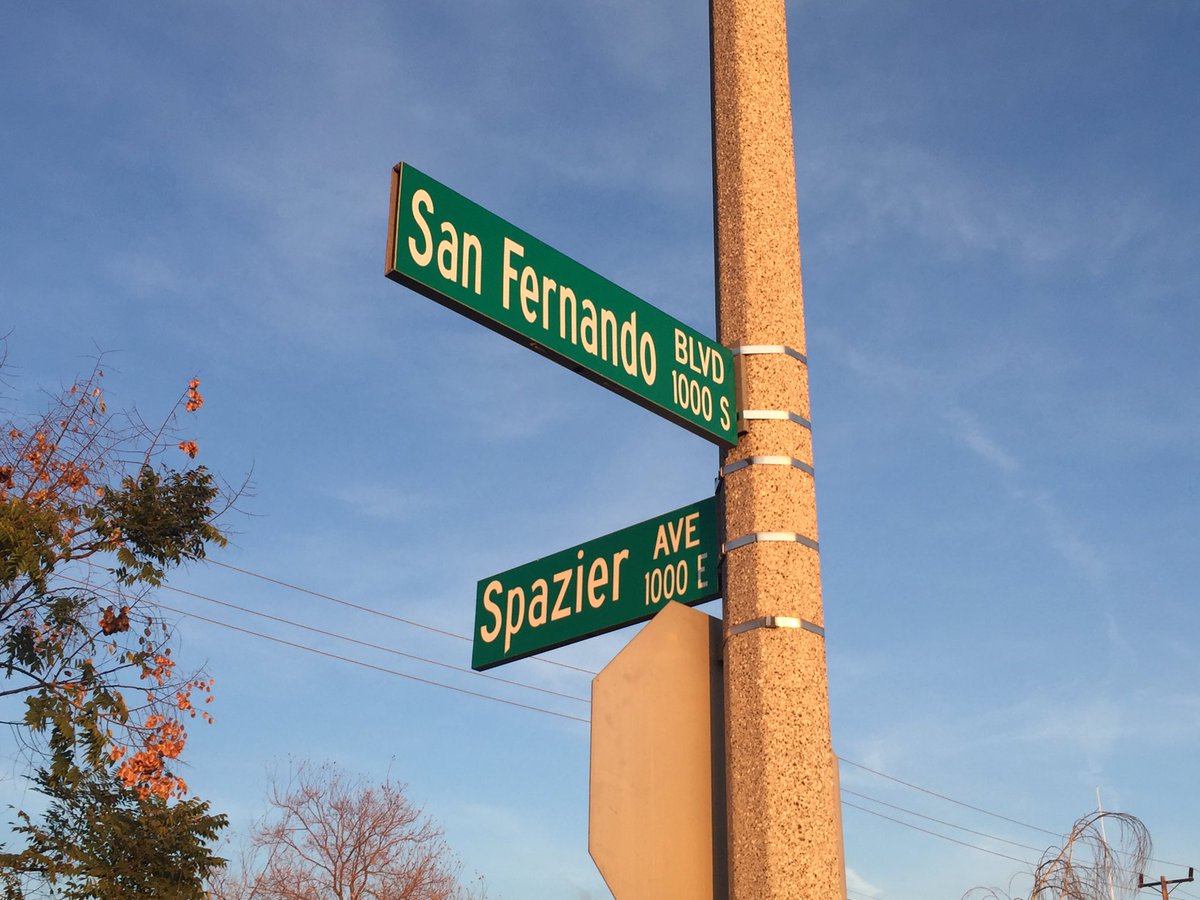 San Fernando BLVD
1000 S
Spazier AVE
1000 E